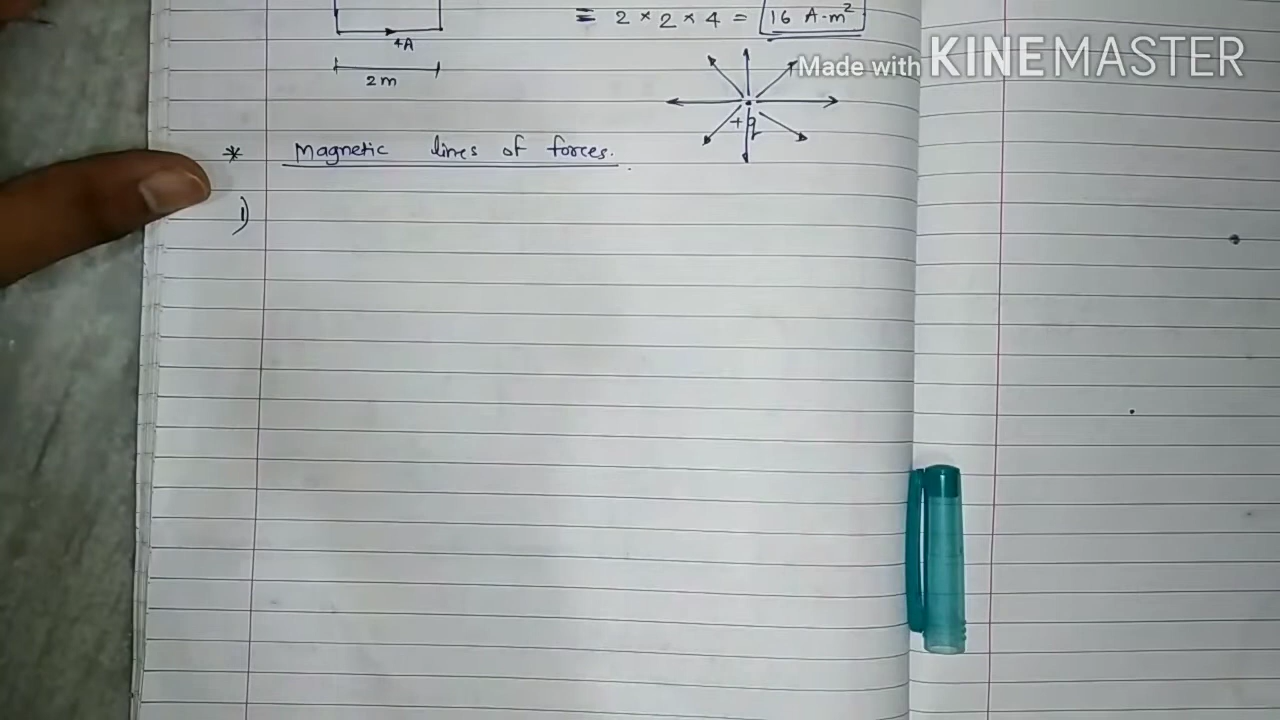 = 2 × 2 × 4 = 16 A-m²
4A
2m
Made with KINEMASTER
+q
* Magnetic lines of forces.
1)